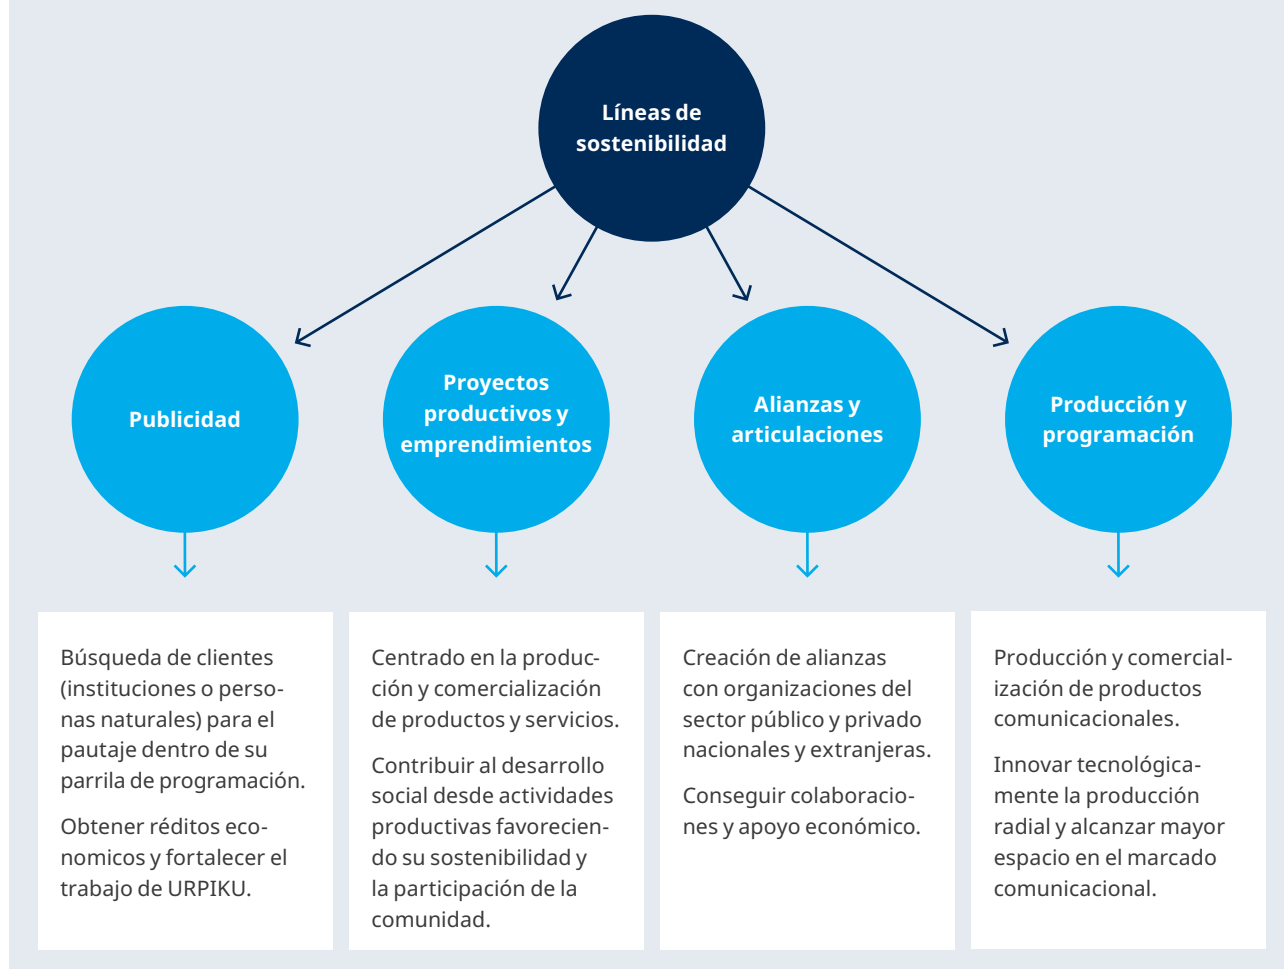 Líneas de
sostenibilidad
Publicidad
Proyectos
productivos y
emprendimientos
Alianzas y
articulaciones
Producción y
programación
Búsqueda de clientes
(instituciones o perso-
nas naturales) para el
pautaje dentro de su
parrila de programación.
Obtener réditos eco-
nomicos y fortalecer el
trabajo de URPIKU.
Centrado en la produc-
ción y comercialización
de productos y servicios.
Contribuir al desarrollo
social desde actividades
productivas favorecien-
do su sostenibilidad y
la participación de la
comunidad.
Creación de alianzas
con organizaciones del
sector público y privado
nacionales y extranjeras.
Conseguir colaboracio-
nes y apoyo económico.
Producción y comercial-
ización de productos
comunicacionales.
Innovar tecnológica-
mente la producción
radial y alcanzar mayor
espacio en el marcado
comunicacional.